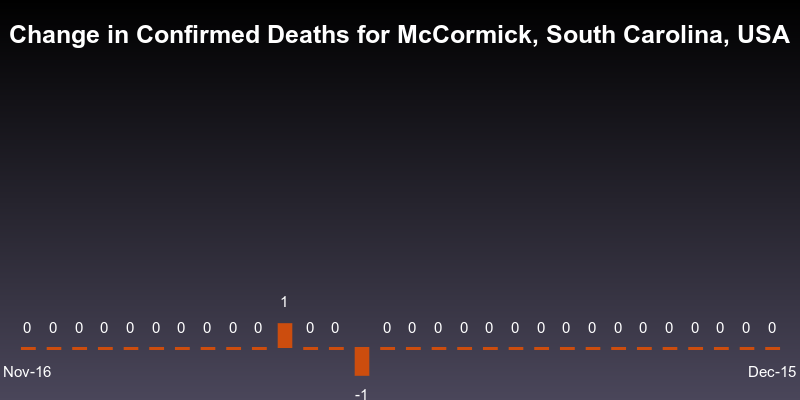 Change in Confirmed Deaths for McCormick, South Carolina, USA
1
0 0 0 0 0 0 0 0 0 0 0 0 0 0 0 0 0 0 0 0 0 0 0 0 0 0 0 0
Nov-16 Dec-15
-1